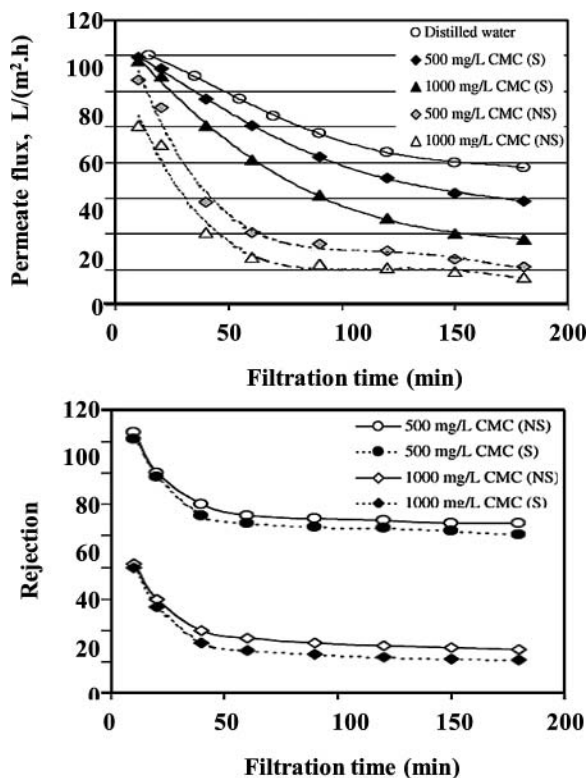 120
100
80
60
40
20
0
Permeate flux, L/(m².h)
Distilled water
500 mg/L CMC (S)
1000 mg/L CMC (S)
500 mg/L CMC (NS)
1000 mg/L CMC (NS)
0 50 100 150 200
Filtration time (min)
120
100
80
60
40
20
0
Rejection
500 mg/L CMC (NS)
500 mg/L CMC (S)
1000 mg/L CMC (NS)
1000 mg/L CMC (S)
0 50 100 150 200
Filtration time (min)